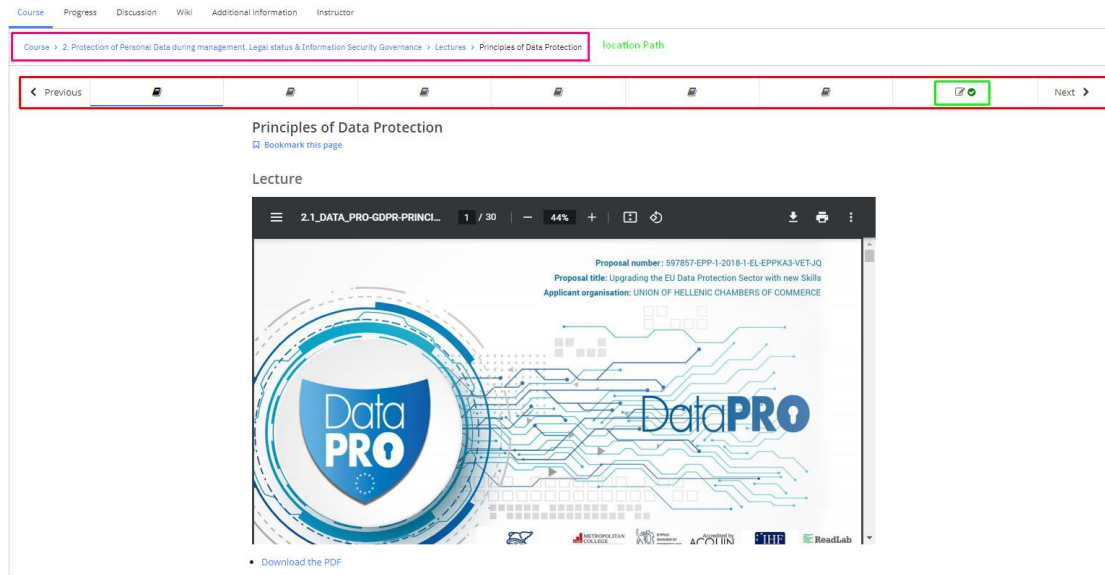 Course Progress Discussion Wiki Additional information Instructor
Course > 2. Protection of Personal Data during management. Legal status & Information Security Governance > Lectures > Principles of Data Protection
location Path
Previous
Next
Principles of Data Protection
Bookmark this page
Lecture
2.1_DATA_PRO-GDPR-PRINCI... 1 / 30 44%
Proposal number: 597857-EPP-1-2018-1-EL-EPPKA3-VET-JQ
Proposal title: Upgrading the EU Data Protection Sector with new Skills
Applicant organisation: UNION OF HELLENIC CHAMBERS OF COMMERCE
Data
PRO
DataPRO
METROPOLITAN
COLLEGE
Accredited by
ACQUIN
IHF
ReadLab
Download the PDF